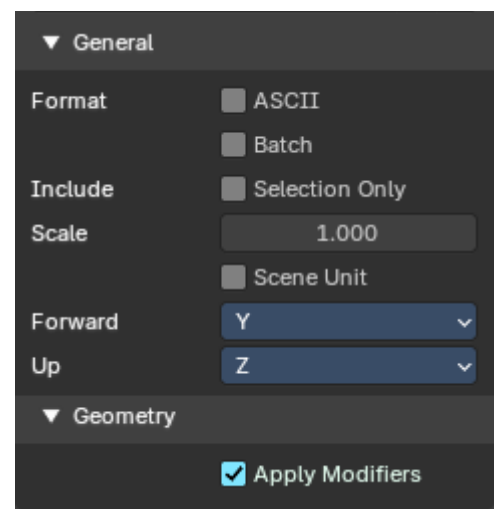 General
Format ASCII
Batch
Include Selection Only
Scale 1.000
Scene Unit
Forward Y
Up Z
Geometry
Apply Modifiers